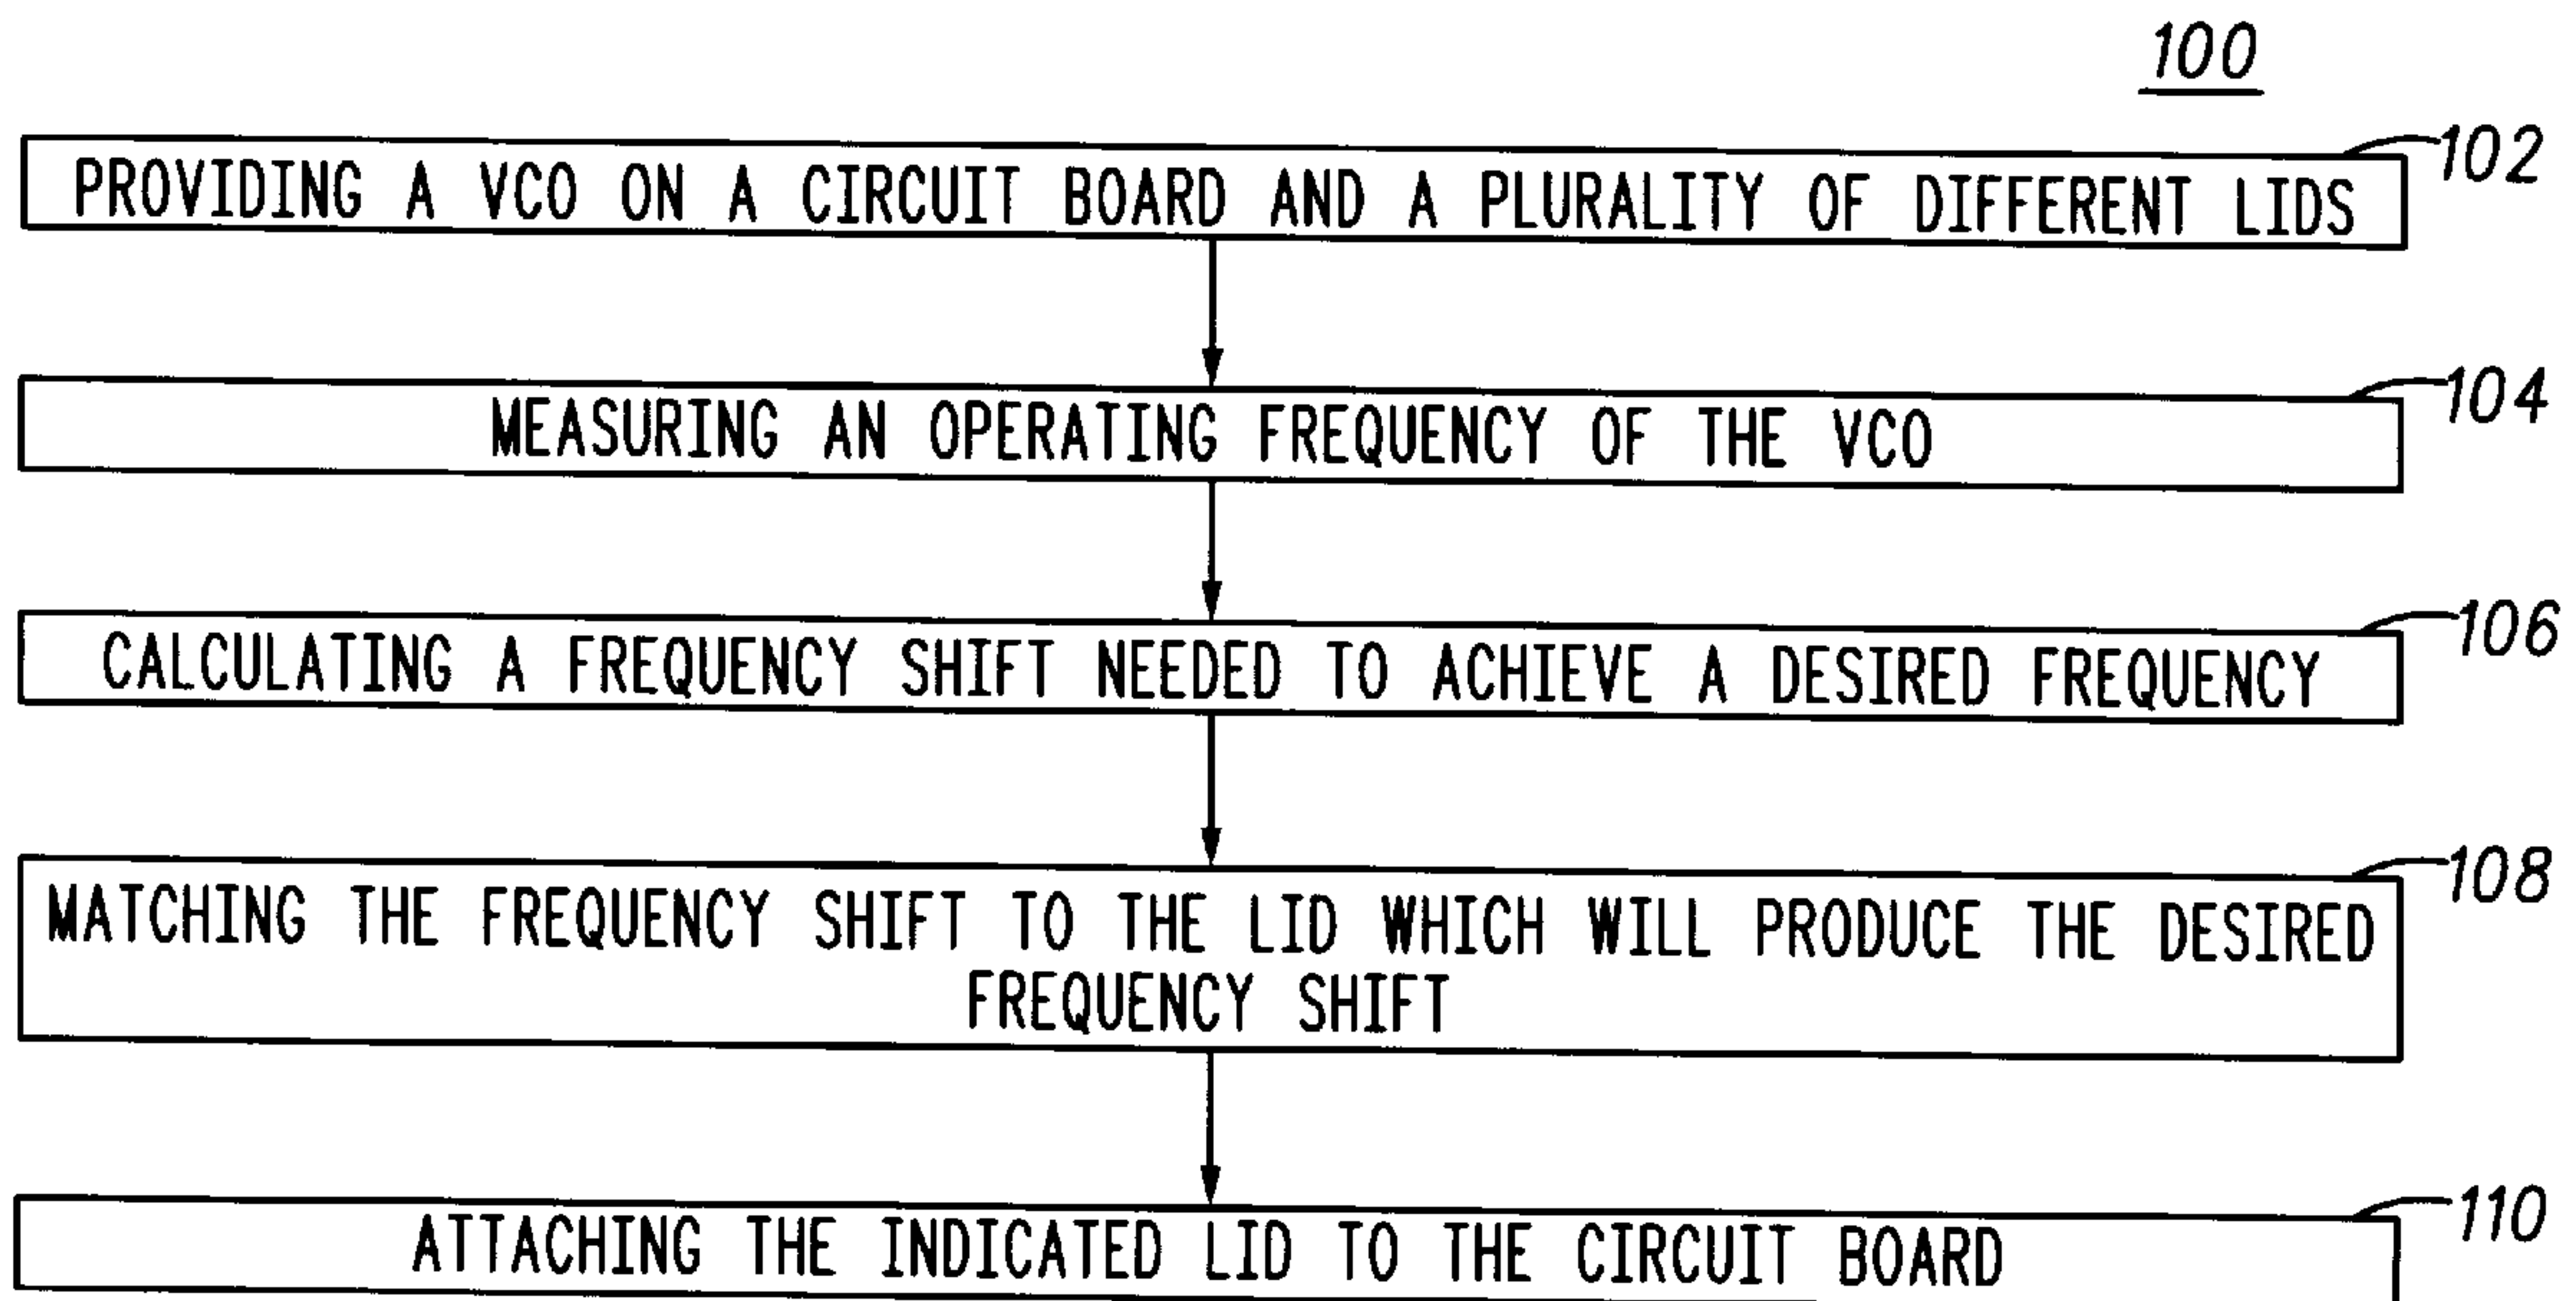 100
PROVIDING A VCO ON A CIRCUIT BOARD AND A PLURALITY OF DIFFERENT LIDS
102
MEASURING AN OPERATING FREQUENCY OF THE VCO
104
CALCULATING A FREQUENCY SHIFT NEEDED TO ACHIEVE A DESIRED FREQUENCY
106
MATCHING THE FREQUENCY SHIFT TO THE LID WHICH WILL PRODUCE THE DESIRED
FREQUENCY SHIFT
108
ATTACHING THE INDICATED LID TO THE CIRCUIT BOARD
110